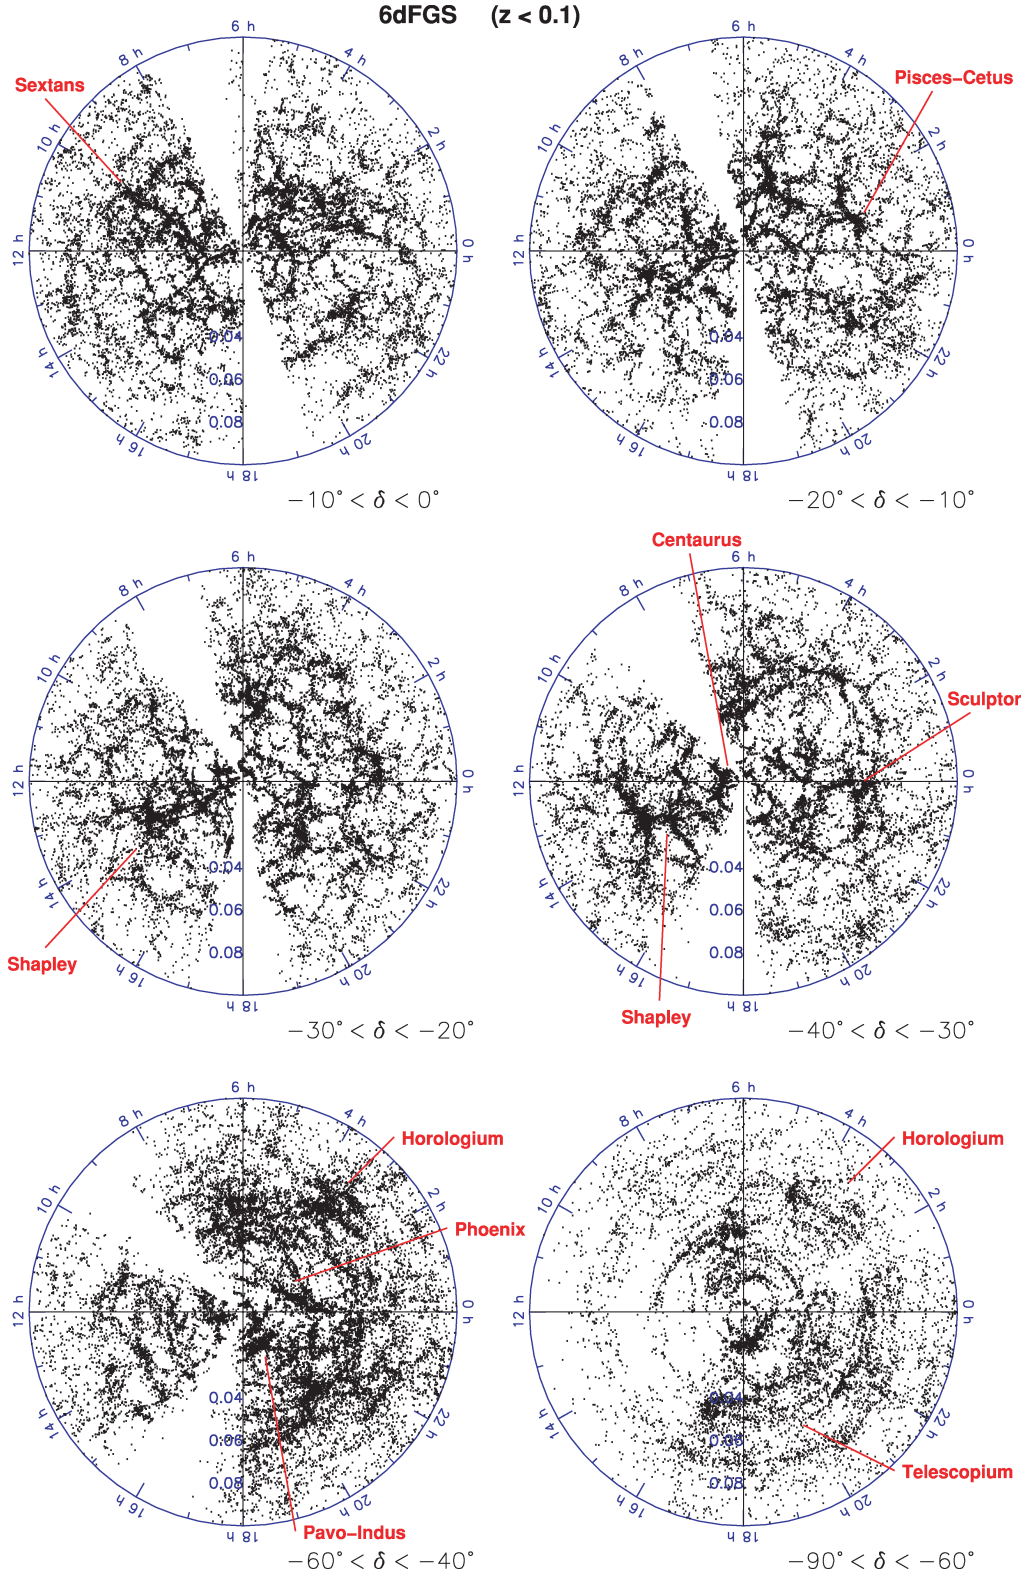 6dFGS (z < 0.1)
6 h
8 h
4 h
10 h
2 h
12 h
0 h
14 h
22 h
16 h
20 h
18 h
0.04
0.06
0.08
Sextans
−10° < δ < 0°
6 h
8 h
4 h
10 h
2 h
12 h
0 h
14 h
22 h
16 h
20 h
18 h
0.04
0.06
0.08
Pisces−Cetus
−20° < δ < −10°
6 h
8 h
4 h
10 h
2 h
12 h
0 h
14 h
22 h
16 h
20 h
18 h
0.04
0.06
0.08
Shapley
−30° < δ < −20°
Centaurus
6 h
8 h
4 h
10 h
2 h
Sculptor
12 h
0 h
14 h
22 h
16 h
20 h
18 h
0.04
0.06
0.08
Shapley
−40° < δ < −30°
6 h
8 h
4 h
Horologium
10 h
2 h
Phoenix
12 h
0 h
14 h
22 h
16 h
20 h
18 h
0.04
0.06
0.08
Pavo−Indus
−60° < δ < −40°
6 h
8 h
4 h
Horologium
10 h
2 h
12 h
0 h
14 h
22 h
16 h
20 h
18 h
0.04
0.06
0.08
Telescopium
−90° < δ < −60°